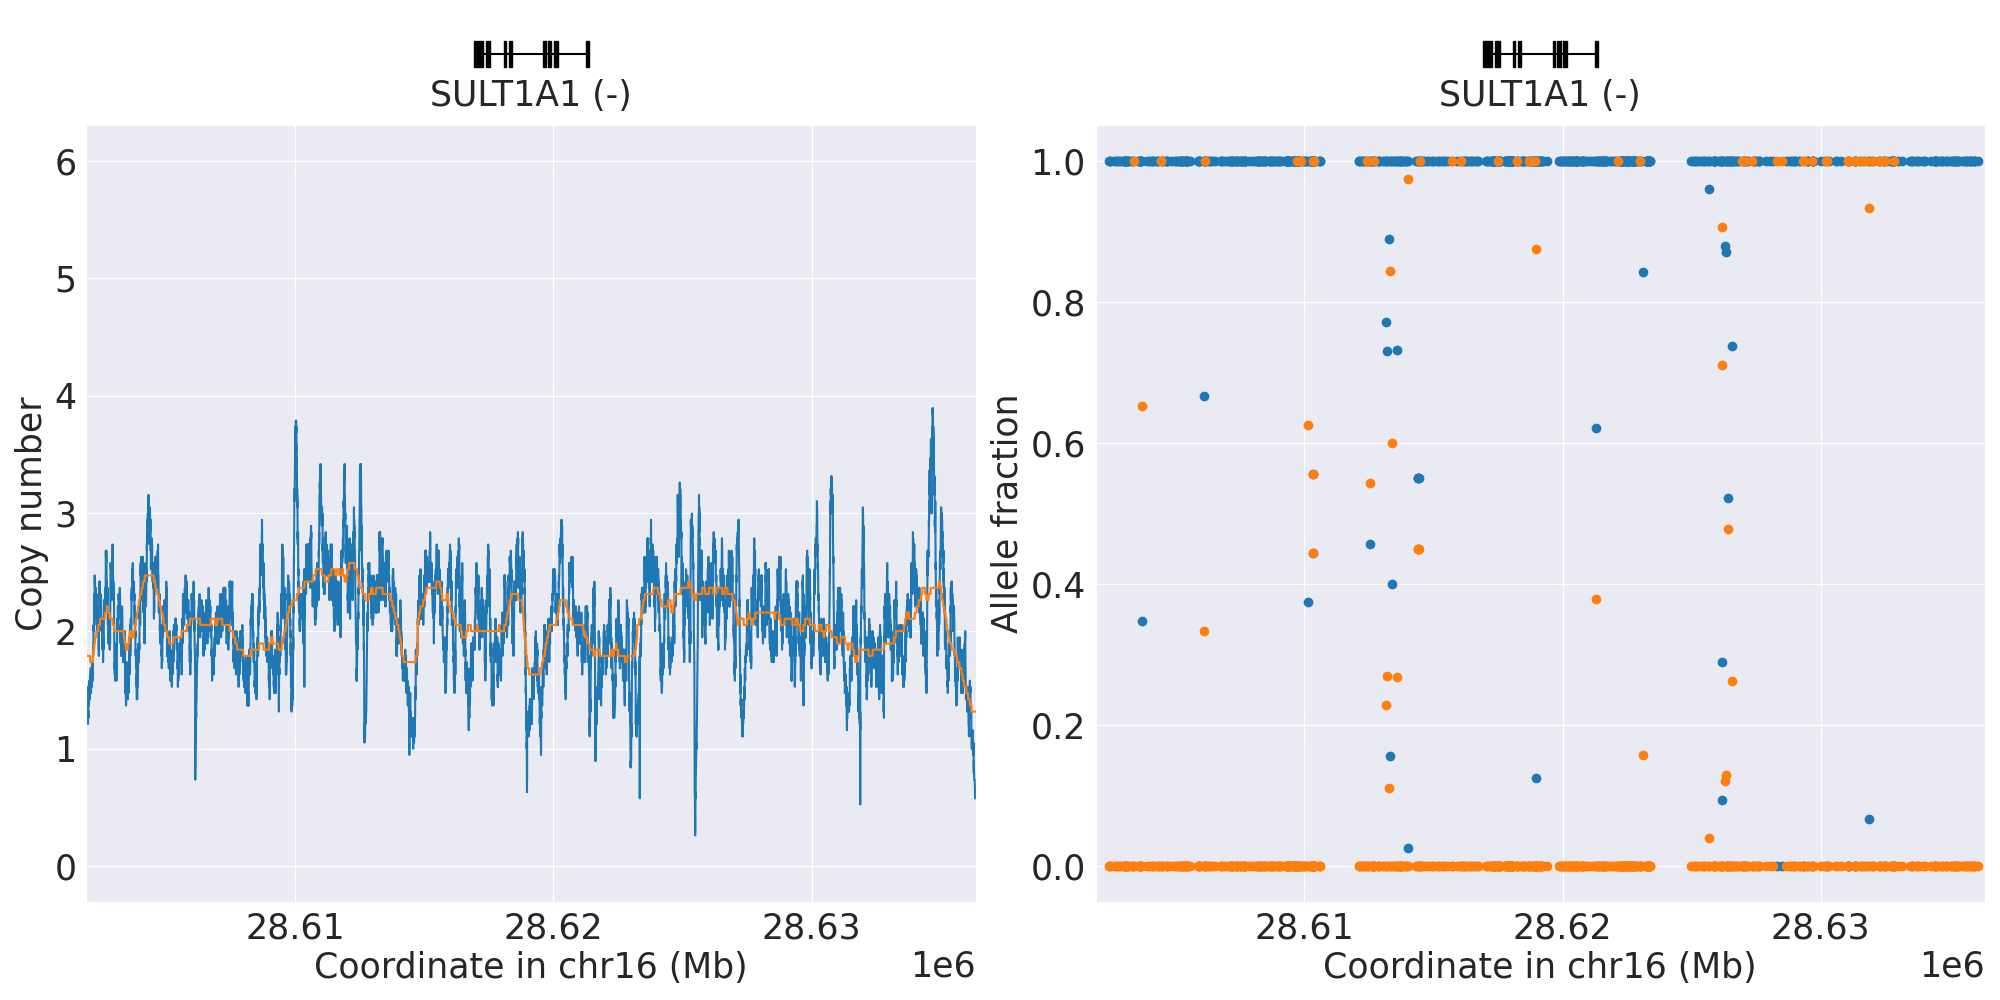 SULT1A1 (-)
6
5
4
3
2
1
0
Copy number
28.61
28.62
28.63
Coordinate in chr16 (Mb)
1e6
SULT1A1 (-)
1.0
0.8
0.6
0.4
0.2
0.0
Allele fraction
28.61
28.62
28.63
Coordinate in chr16 (Mb)
1e6